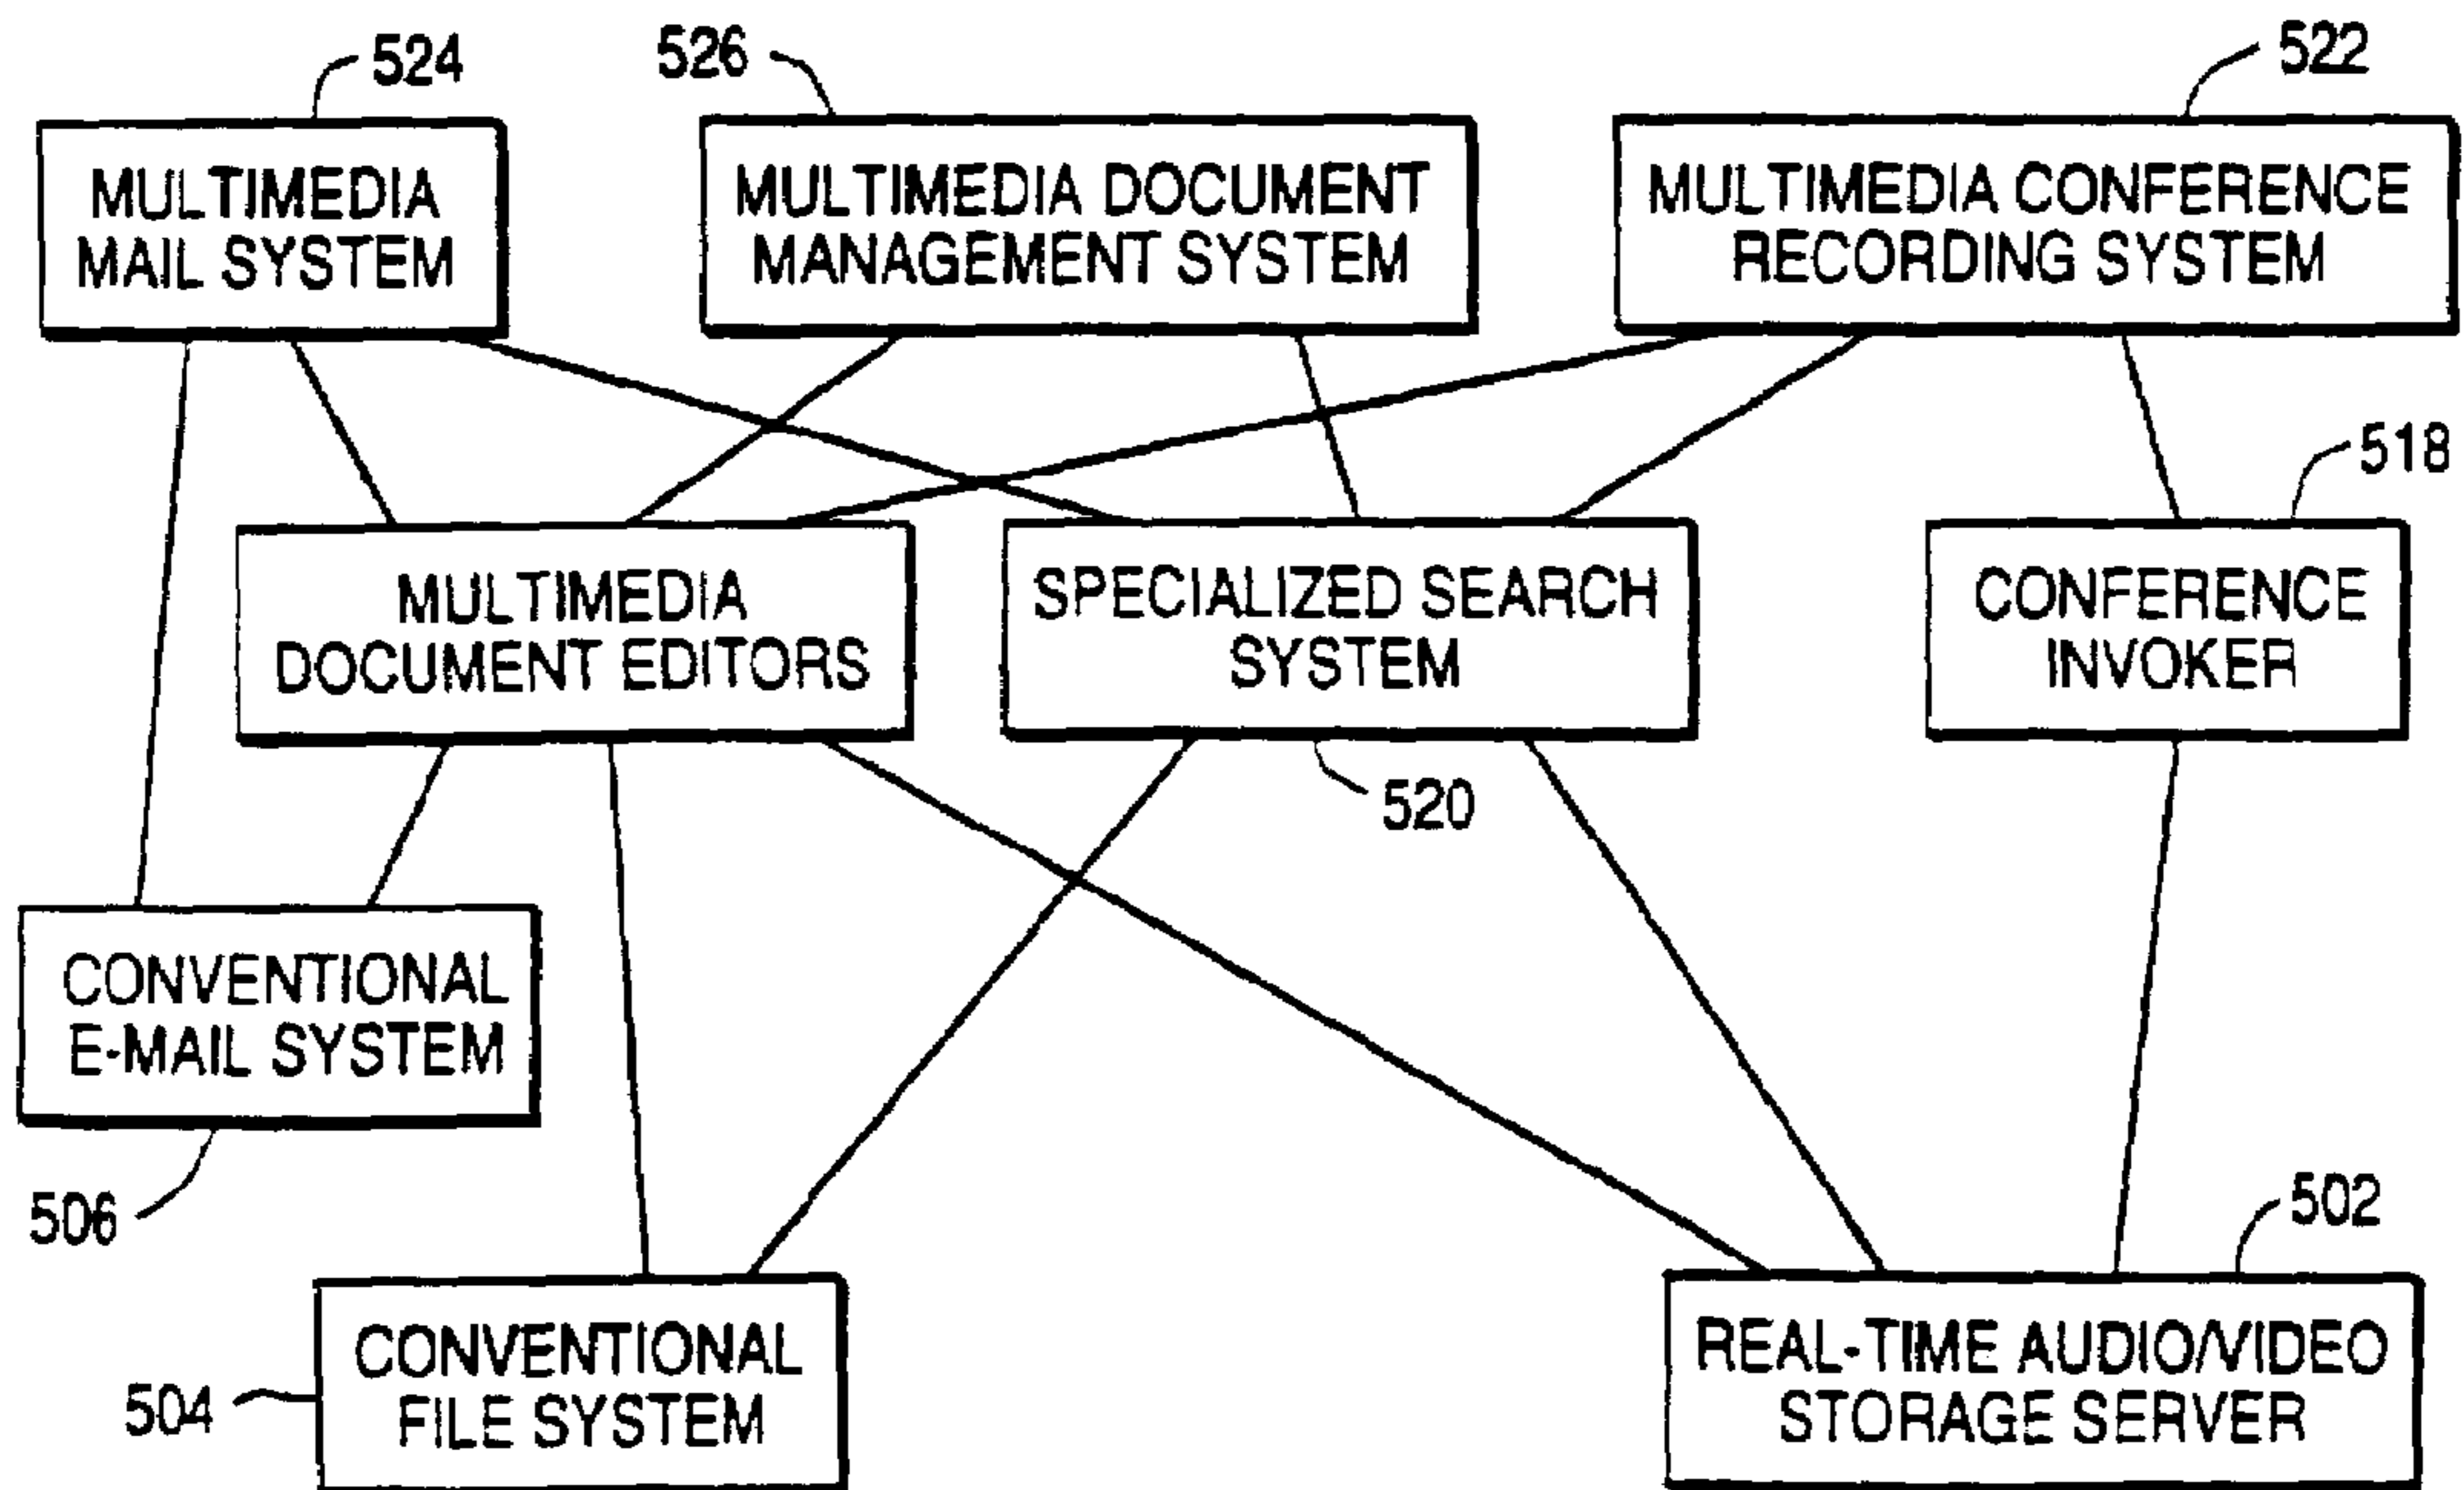 524
526
522
MULTIMEDIA
MAIL SYSTEM
MULTIMEDIA DOCUMENT
MANAGEMENT SYSTEM
MULTIMEDIA CONFERENCE
RECORDING SYSTEM
518
MULTIMEDIA
DOCUMENT EDITORS
SPECIALIZED SEARCH
SYSTEM
CONFERENCE
INVOKER
520
CONVENTIONAL
E-MAIL SYSTEM
506
502
CONVENTIONAL
FILE SYSTEM
504
REAL-TIME AUDIO/VIDEO
STORAGE SERVER